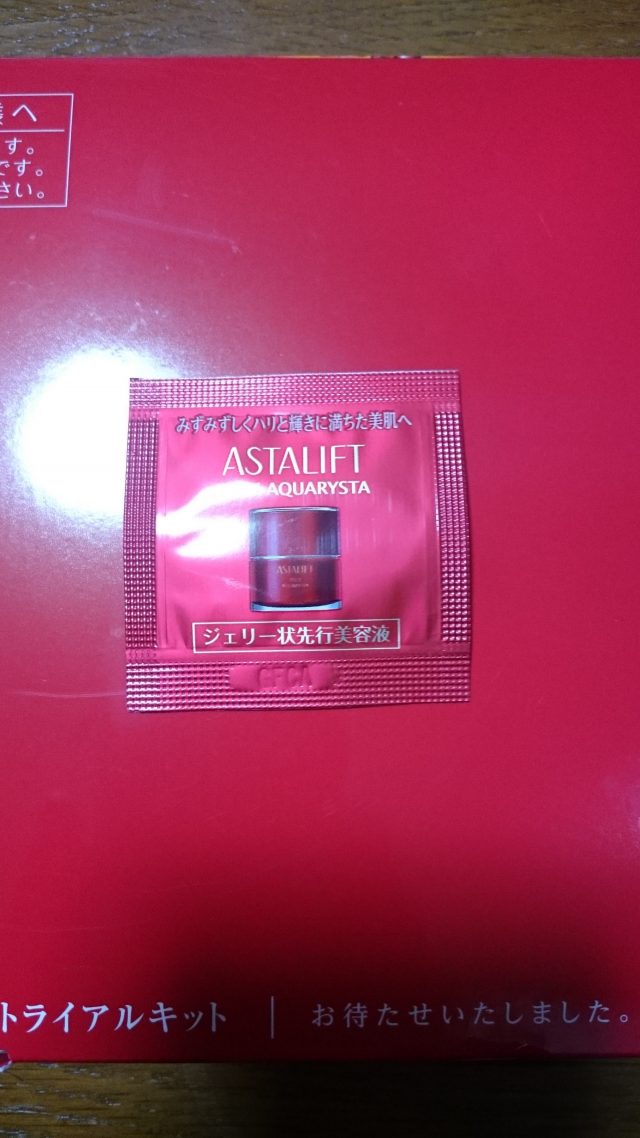 へ
す。
です。
さい。
みずみずしくハリと輝きに満ちた美肌へ
ASTALIFT
AQUARYSTA
ASTALIFT
ジェリー状先行美容液
トライアルキット | お待たせいたしました。